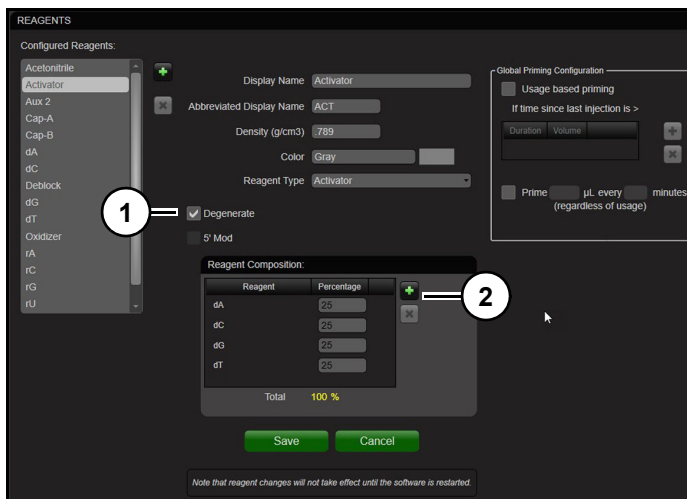 REAGENTS
Configured Reagents:
Acetonitrile
Activator
Aux 2
Cap-A
Cap-B
dA
dC
Deblock
dG
dT
Oxidizer
rA
rC
rG
rU
Display Name Activator
Abbreviated Display Name ACT
Density (g/cm3) .789
Color Gray
Reagent Type Activator
1
Degenerate
5' Mod
Reagent Composition:
Reagent Percentage
dA 25
dC 25
dG 25
dT 25
Total 100 %
2
Save Cancel
Note that reagent changes will not take effect until the software is restarted.
Global Priming Configuration
Usage based priming
If time since last injection is >
Duration Volume
Prime µL every minutes
(regardless of usage)